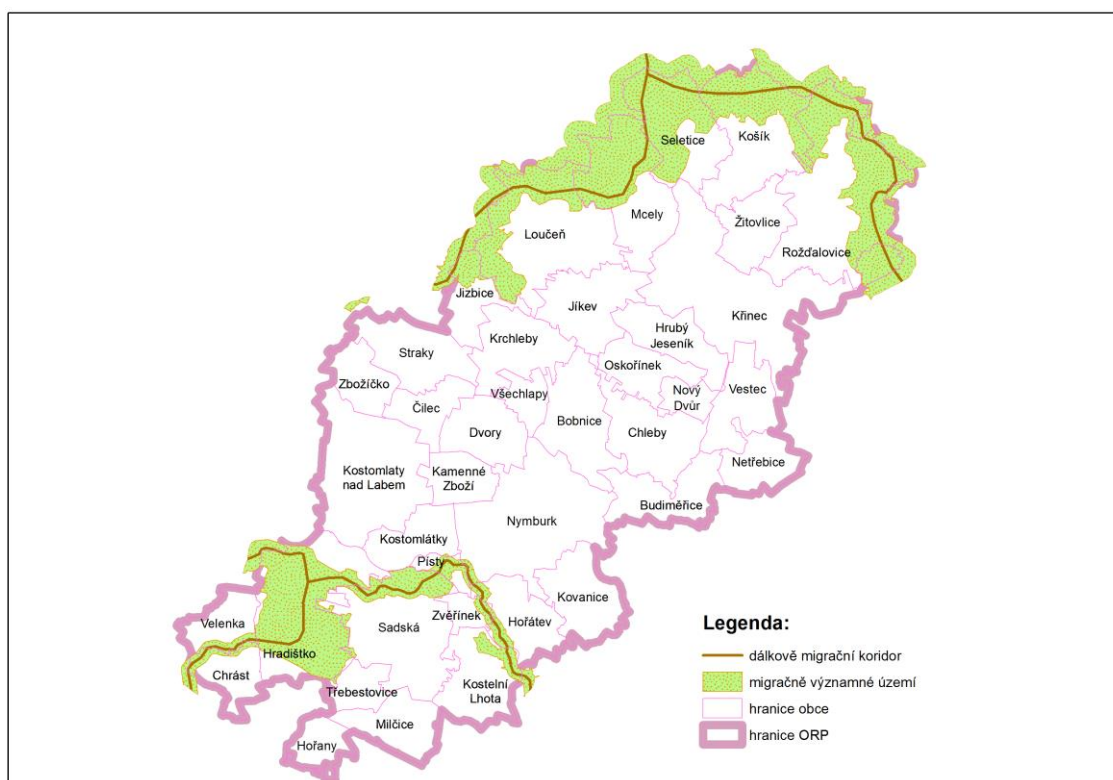 Košík
Seletice
Mcely
Žitovlice
Loučeň
Rožďalovice
Jizbice
Jíkev
Křinec
Hrubý
Jeseník
Krchleby
Straky
Oskořínek
Zbožíčko
Všechlapy
Nový
Dvůr
Vestec
Čilec
Bobnice
Dvory
Chleby
Netřebice
Kostomlaty
nad Labem
Kamenné
Zboží
Budiměřice
Nymburk
Kostomlátky
Písty
Kovanice
Velenka
Zvěřínek
Hořátev
Sadská
Hradištko
Chrást
Třebestovice
Kostelní
Lhota
Milčice
Hořany
Legenda:
dálkově migrační koridor
migračně významné území
hranice obce
hranice ORP